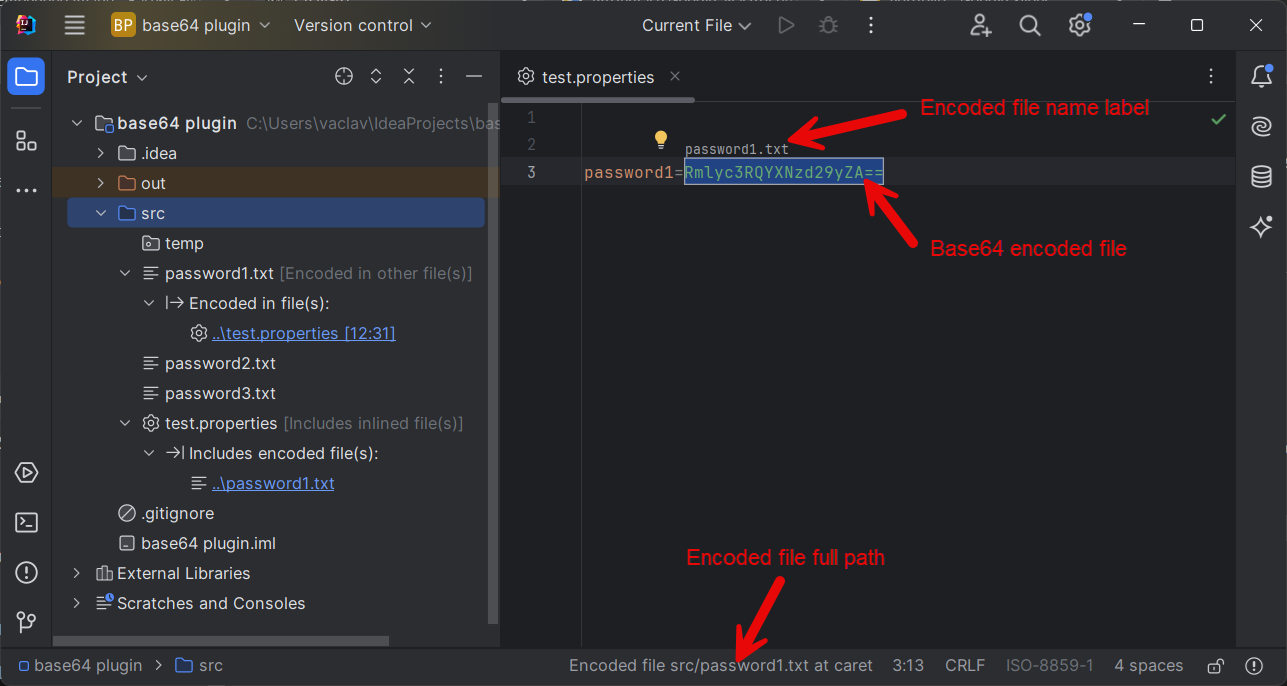 BP base64 plugin Version control Current File
Project
test.properties
base64 plugin C:\Users\vaclav\IdeaProjects\bas
.idea
out
src
temp
password1.txt [Encoded in other file(s)]
Encoded in file(s):
..\test.properties [12:31]
password2.txt
password3.txt
test.properties [Includes inlined file(s)]
Includes encoded file(s):
..\password1.txt
.gitignore
base64 plugin.iml
External Libraries
Scratches and Consoles
1
2
password1.txt
3 password1=Rmlyc3RQYXNzd29yZA==
Encoded file name label
Base64 encoded file
Encoded file full path
base64 plugin > src
Encoded file src/password1.txt at caret 3:13 CRLF ISO-8859-1 4 spaces